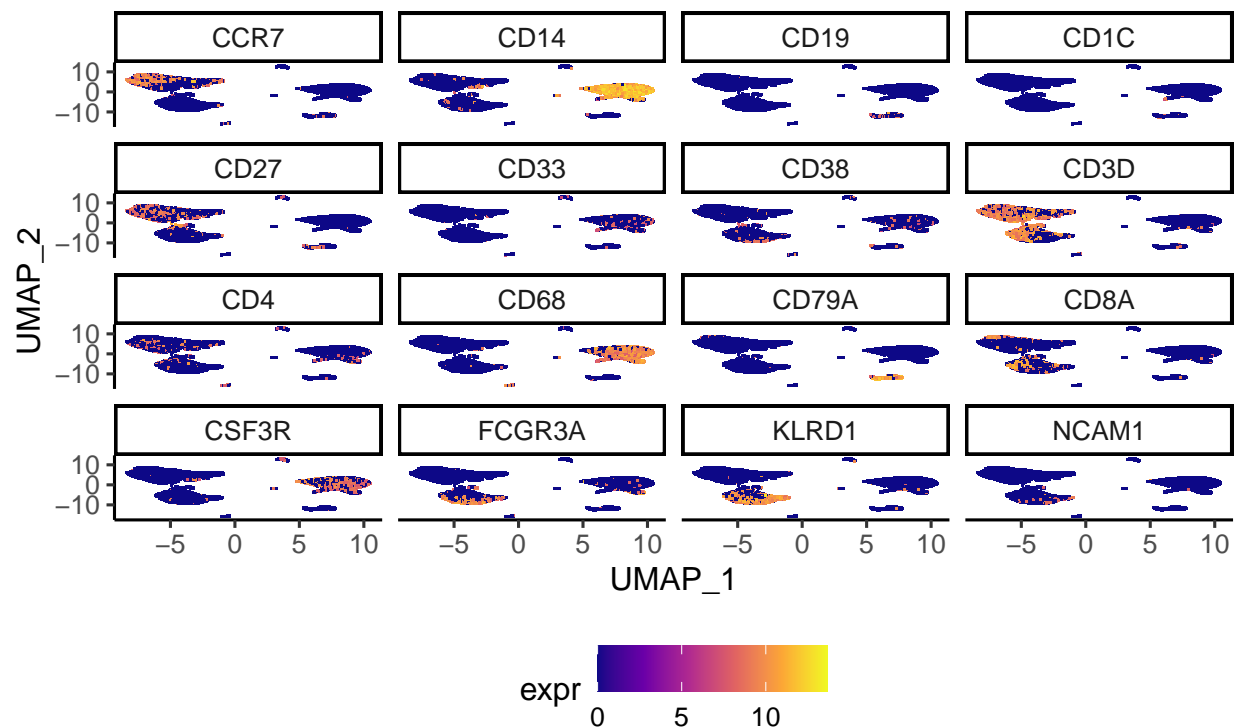 CCR7 CD14 CD19 CD1C
10
0
−10
CD27 CD33 CD38 CD3D
10
0
−10
CD4 CD68 CD79A CD8A
10
0
−10
CSF3R FCGR3A KLRD1 NCAM1
10
0
−10
−5 0 5 10 −5 0 5 10 −5 0 5 10 −5 0 5 10
UMAP_2
UMAP_1
expr
0 5 10